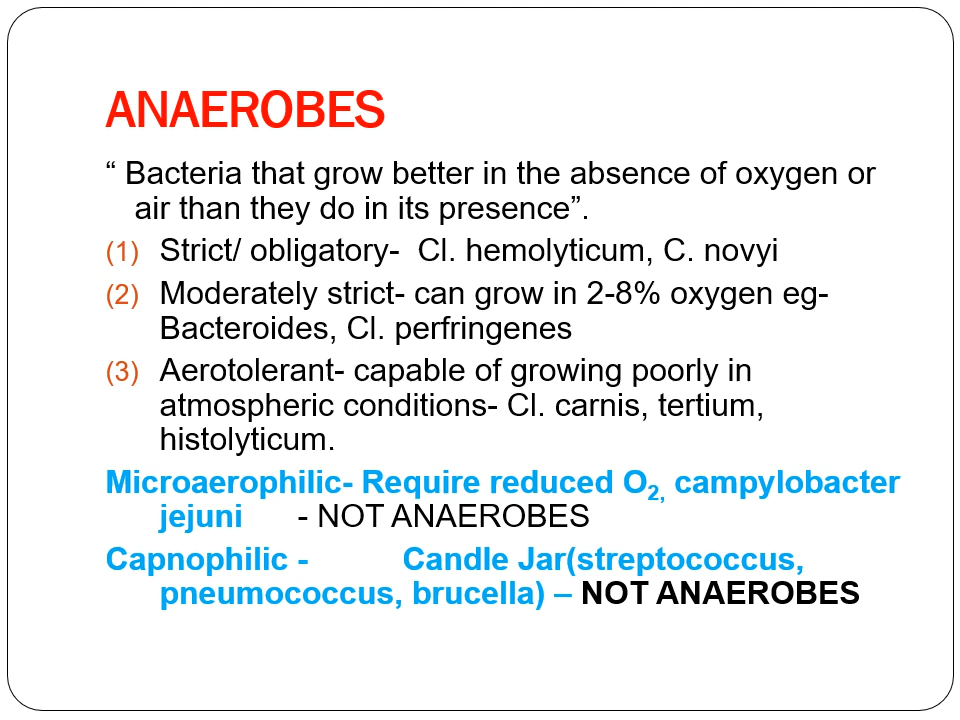 ANAEROBES
“ Bacteria that grow better in the absence of oxygen or
air than they do in its presence”.
(1) Strict/ obligatory- Cl. hemolyticum, C. novyi
(2) Moderately strict- can grow in 2-8% oxygen eg-
Bacteroides, Cl. perfringenes
(3) Aerotolerant- capable of growing poorly in
atmospheric conditions- Cl. carnis, tertium,
histolyticum.
Microaerophilic- Require reduced O2, campylobacter
jejuni - NOT ANAEROBES
Capnophilic - Candle Jar(streptococcus,
pneumococcus, brucella) – NOT ANAEROBES